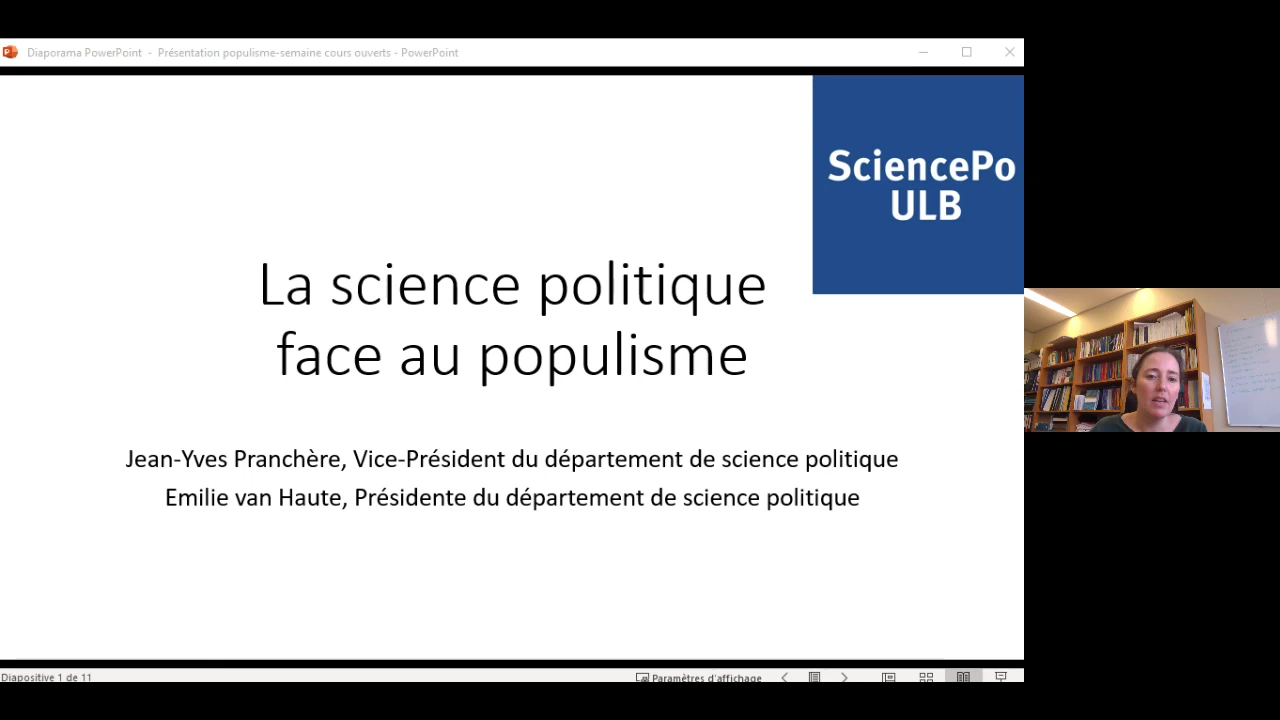 Diaporama PowerPoint - Présentation populisme-semaine cours ouverts - PowerPoint
SciencePo
ULB
La science politique
face au populisme
Jean-Yves Pranchère, Vice-Président du département de science politique
Emilie van Haute, Présidente du département de science politique
Diapositive 1 de 11
Paramètres d'affichage